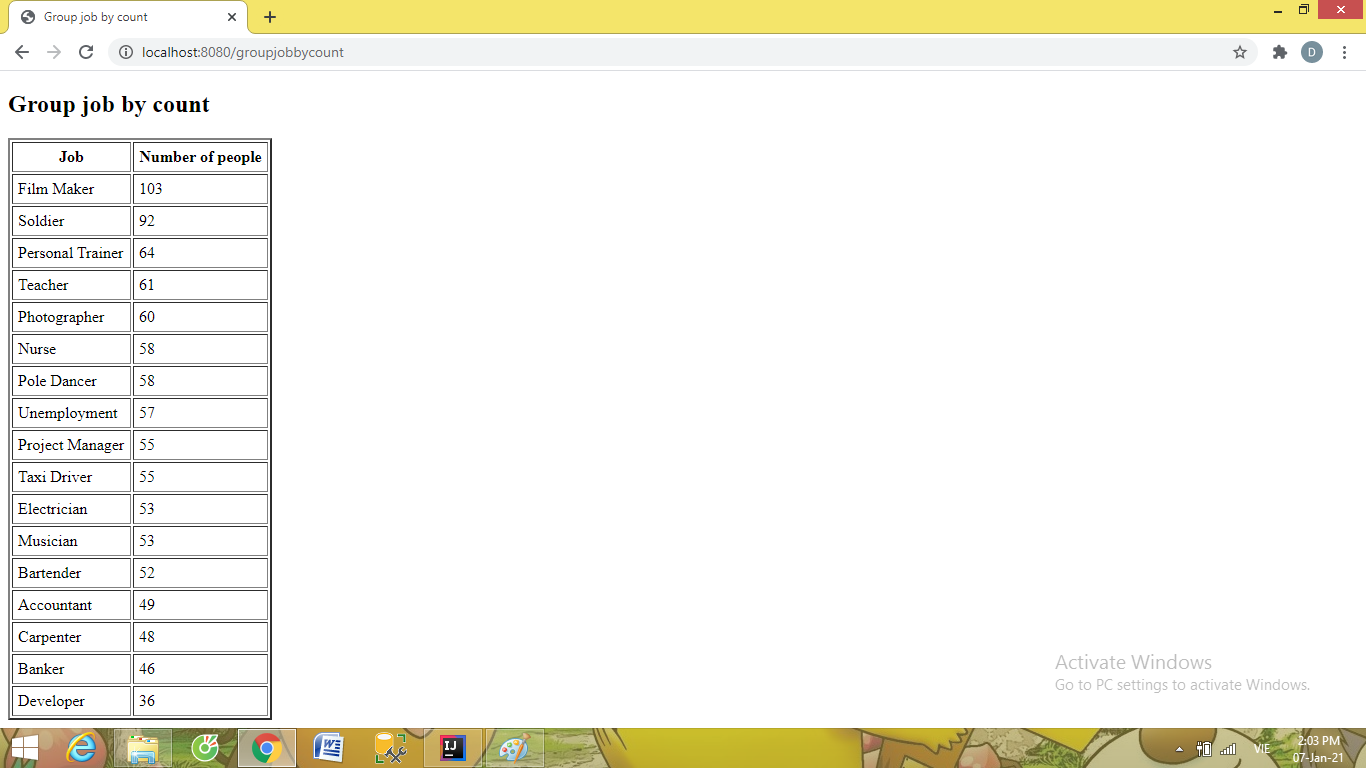 Group job by count
localhost:8080/groupjobbycount
D
Group job by count
Job Number of people
Film Maker 103
Soldier 92
Personal Trainer 64
Teacher 61
Photographer 60
Nurse 58
Pole Dancer 58
Unemployment 57
Project Manager 55
Taxi Driver 55
Electrician 53
Musician 53
Bartender 52
Accountant 49
Carpenter 48
Banker 46
Developer 36
Activate Windows
Go to PC settings to activate Windows.
W
IJ
VIE
2:03 PM
07-Jan-21